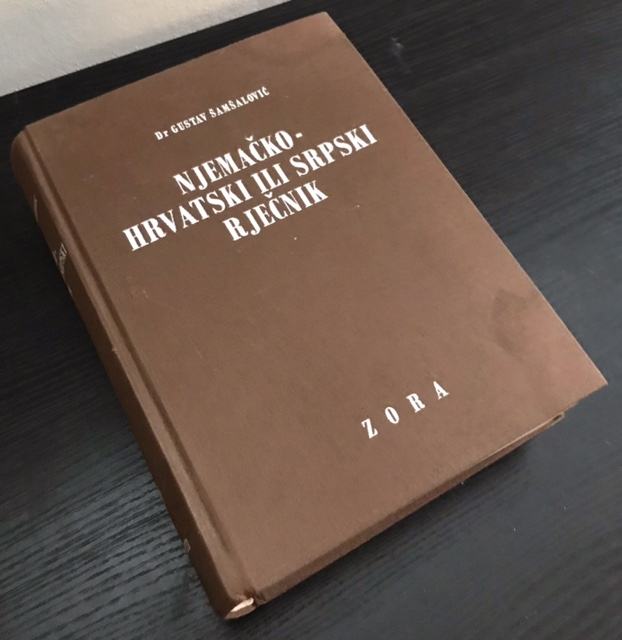 Dr GUSTAV ŠAMŠALOVIĆ
NJEMAČKO-
HRVATSKI ILI SRPSKI
RJEČNIK
ZORA